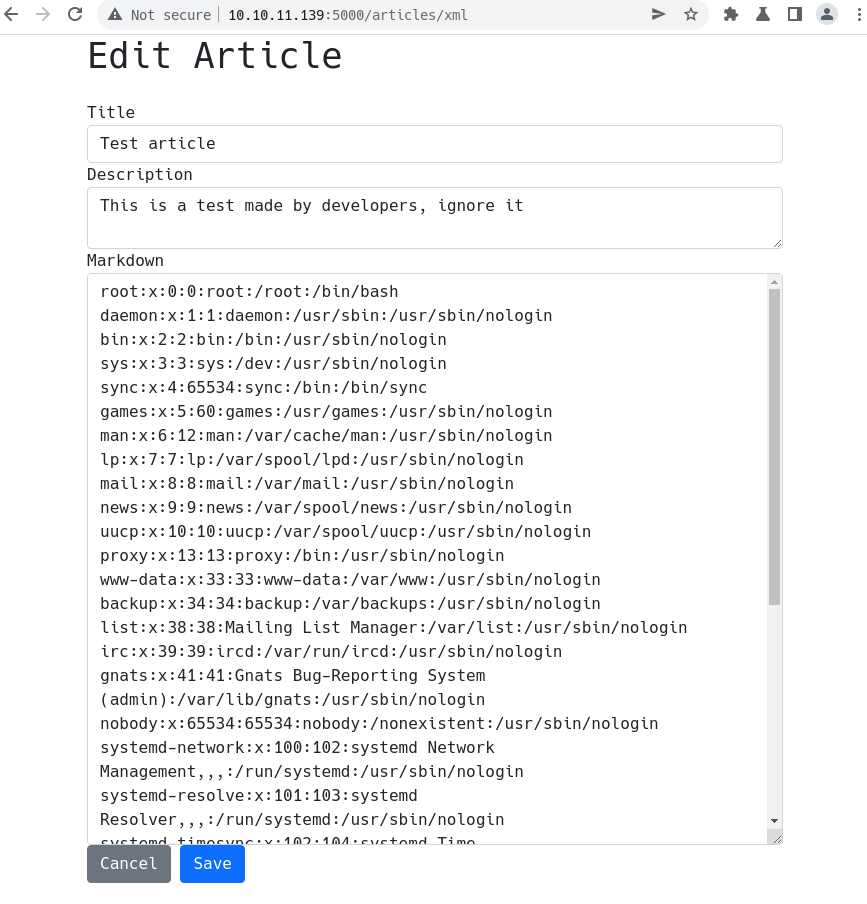 Not secure | 10.10.11.139:5000/articles/xml
Edit Article
Title
Test article
Description
This is a test made by developers, ignore it
Markdown
root:x:0:0:root:/root:/bin/bash
daemon:x:1:1:daemon:/usr/sbin:/usr/sbin/nologin
bin:x:2:2:bin:/bin:/usr/sbin/nologin
sys:x:3:3:sys:/dev:/usr/sbin/nologin
sync:x:4:65534:sync:/bin:/bin/sync
games:x:5:60:games:/usr/games:/usr/sbin/nologin
man:x:6:12:man:/var/cache/man:/usr/sbin/nologin
lp:x:7:7:lp:/var/spool/lpd:/usr/sbin/nologin
mail:x:8:8:mail:/var/mail:/usr/sbin/nologin
news:x:9:9:news:/var/spool/news:/usr/sbin/nologin
uucp:x:10:10:uucp:/var/spool/uucp:/usr/sbin/nologin
proxy:x:13:13:proxy:/bin:/usr/sbin/nologin
www-data:x:33:33:www-data:/var/www:/usr/sbin/nologin
backup:x:34:34:backup:/var/backups:/usr/sbin/nologin
list:x:38:38:Mailing List Manager:/var/list:/usr/sbin/nologin
irc:x:39:39:ircd:/var/run/ircd:/usr/sbin/nologin
gnats:x:41:41:Gnats Bug-Reporting System
(admin):/var/lib/gnats:/usr/sbin/nologin
nobody:x:65534:65534:nobody:/nonexistent:/usr/sbin/nologin
systemd-network:x:100:102:systemd Network
Management,,,:/run/systemd:/usr/sbin/nologin
systemd-resolve:x:101:103:systemd
Resolver,,,:/run/systemd:/usr/sbin/nologin
systemd-timesync:x:102:104:systemd Time
Cancel Save